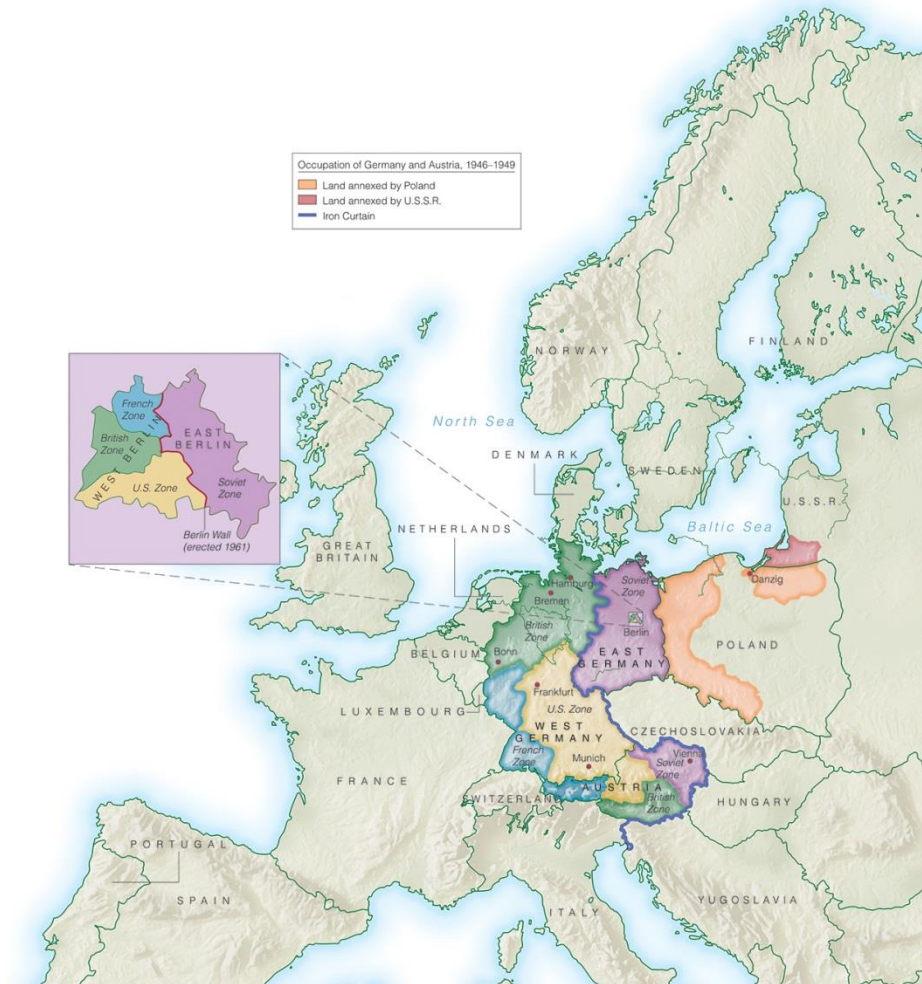 Occupation of Germany and Austria, 1946–1949
Land annexed by Poland
Land annexed by U.S.S.R.
Iron Curtain
NORWAY
FINLAND
North Sea
French
Zone
EAST
BERLIN
British
Zone
WEST BERLIN
U.S. Zone
Soviet
Zone
Berlin Wall
(erected 1961)
DENMARK
SWEDEN
U.S.S.R.
Baltic Sea
NETHERLANDS
GREAT
BRITAIN
Hamburg
Bremen
Soviet
Zone
Danzig
British
Zone
Berlin
BELGIUM
Bonn
EAST
GERMANY
POLAND
Frankfurt
LUXEMBOURG
U.S. Zone
WEST
GERMANY
CZECHOSLOVAKIA
French
Zone
Munich
Vienna
Soviet
Zone
FRANCE
AUSTRIA
SWITZERLAND
British
Zone
HUNGARY
PORTUGAL
SPAIN
ITALY
YUGOSLAVIA